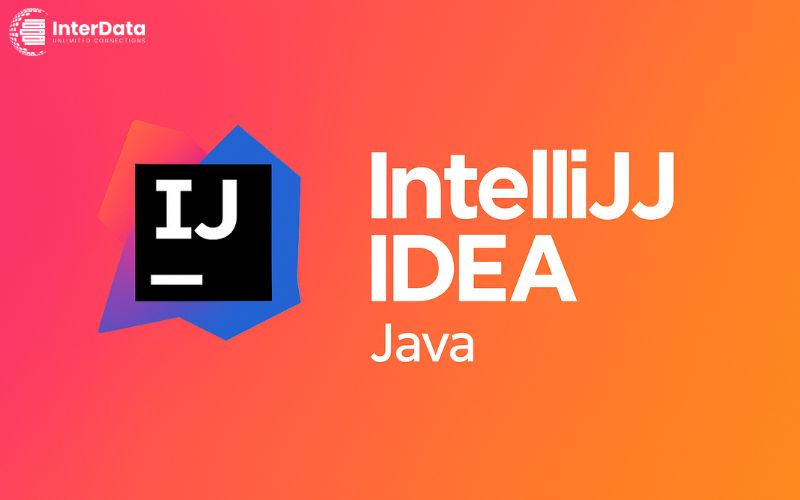 InterData
UNLIMITED CONNECTIONS
IJ
IntelliJJ
IDEA
Java